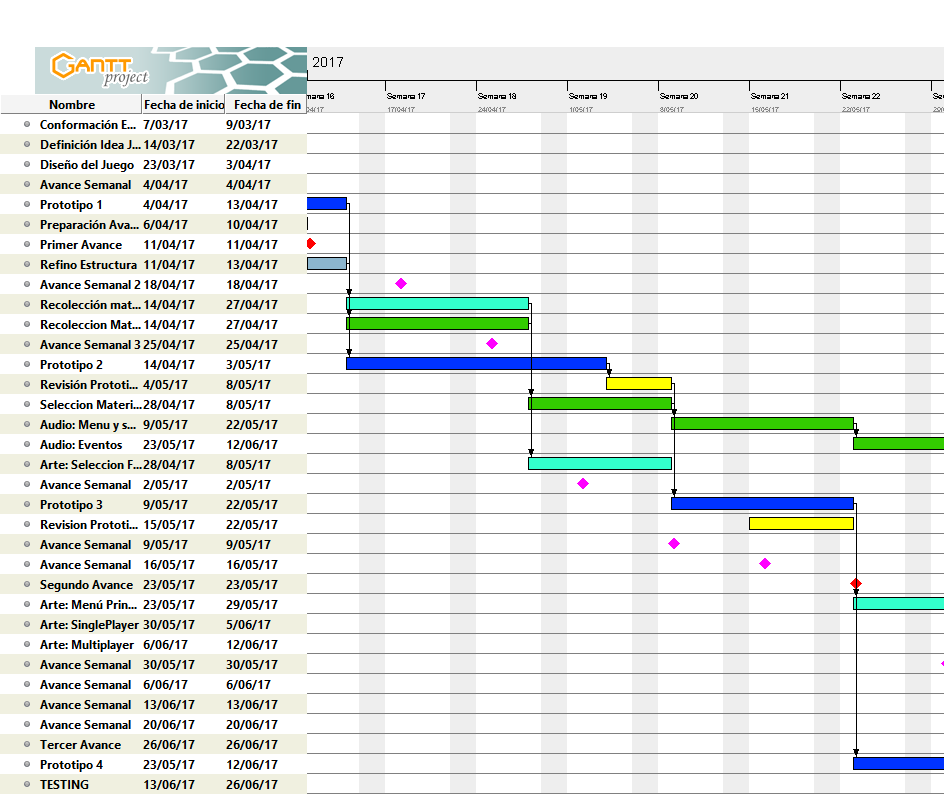 GANTT
project
2017
mana 16 Semana 17 Semana 18 Semana 19 Semana 20 Semana 21 Semana 22 Se
04/17 17/04/17 24/04/17 1/05/17 8/05/17 15/05/17 22/05/17
Nombre Fecha de inicio Fecha de fin
Conformación E... 7/03/17 9/03/17
Definición Idea J... 14/03/17 22/03/17
Diseño del Juego 23/03/17 3/04/17
Avance Semanal 4/04/17 4/04/17
Prototipo 1 4/04/17 13/04/17
Preparación Ava... 6/04/17 10/04/17
Primer Avance 11/04/17 11/04/17
Refino Estructura 11/04/17 13/04/17
Avance Semanal 2 18/04/17 18/04/17
Recolección mat... 14/04/17 27/04/17
Recoleccion Mat... 14/04/17 27/04/17
Avance Semanal 3 25/04/17 25/04/17
Prototipo 2 14/04/17 3/05/17
Revisión Prototi... 4/05/17 8/05/17
Seleccion Materi... 28/04/17 8/05/17
Audio: Menu y s... 9/05/17 22/05/17
Audio: Eventos 23/05/17 12/06/17
Arte: Seleccion F... 28/04/17 8/05/17
Avance Semanal 2/05/17 2/05/17
Prototipo 3 9/05/17 22/05/17
Revision Prototi... 15/05/17 22/05/17
Avance Semanal 9/05/17 9/05/17
Avance Semanal 16/05/17 16/05/17
Segundo Avance 23/05/17 23/05/17
Arte: Menú Prin... 23/05/17 29/05/17
Arte: SinglePlayer 30/05/17 5/06/17
Arte: Multiplayer 6/06/17 12/06/17
Avance Semanal 30/05/17 30/05/17
Avance Semanal 6/06/17 6/06/17
Avance Semanal 13/06/17 13/06/17
Avance Semanal 20/06/17 20/06/17
Tercer Avance 26/06/17 26/06/17
Prototipo 4 23/05/17 12/06/17
TESTING 13/06/17 26/06/17